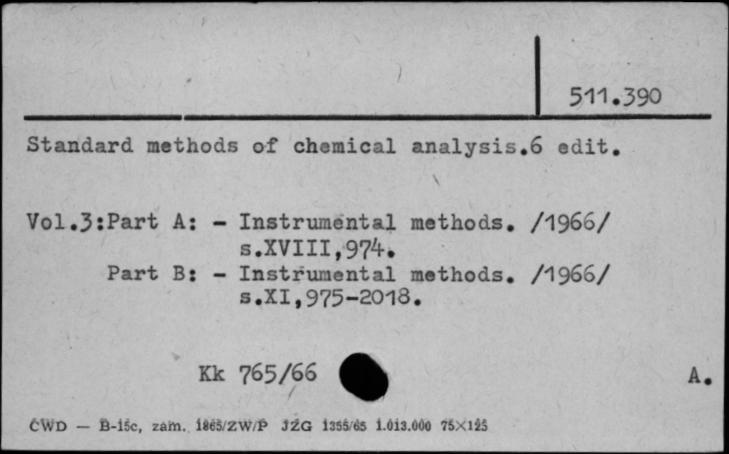 511.390
Standard methods of chemical analysis.6 edit.
Vol.3:Part A: - Instrumental methods. /1966/
s.XVIII,974.
Part B: - Instrumental methods. /1966/
s.XI,975-2018.
Kk 765/66
A.
CWD — B-15c, zam. 1865/ZW/P JZG 1355/65 1.013.000 75×125